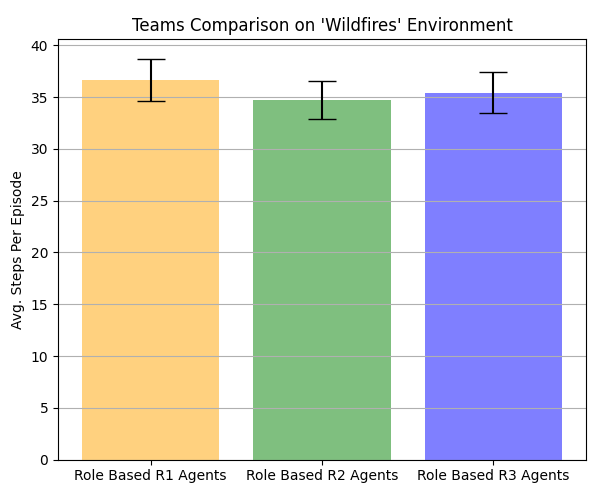 Teams Comparison on 'Wildfires' Environment
Avg. Steps Per Episode
40
35
30
25
20
15
10
5
0
Role Based R1 Agents
Role Based R2 Agents
Role Based R3 Agents